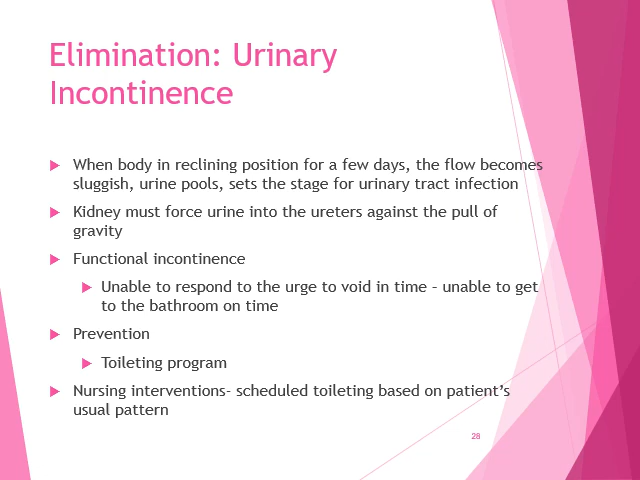 Elimination: Urinary
Incontinence
When body in reclining position for a few days, the flow becomes
sluggish, urine pools, sets the stage for urinary tract infection
Kidney must force urine into the ureters against the pull of
gravity
Functional incontinence
Unable to respond to the urge to void in time – unable to get
to the bathroom on time
Prevention
Toileting program
Nursing interventions- scheduled toileting based on patient’s
usual pattern
28